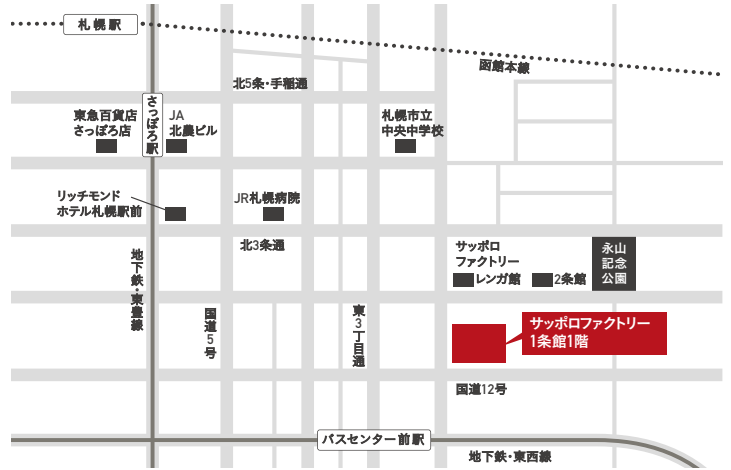 札幌駅
函館本線
北5条・手稲通
東急百貨店
さっぽろ店
さっぽろ駅
JA
北農ビル
札幌市立
中央中学校
リッチモンド
ホテル札幌駅前
JR札幌病院
北3条通
サッポロ
ファクトリー
レンガ館
2条館
永山
記念
公園
地下鉄・東豊線
国道5号
東3丁目通
サッポロファクトリー
1条館1階
国道12号
バスセンター前駅
地下鉄・東西線